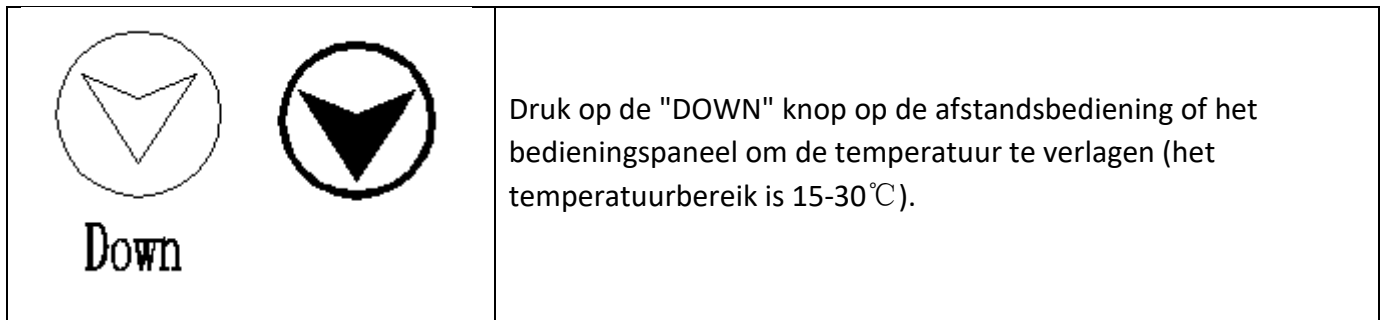 Down
Druk op de "DOWN" knop op de afstandsbediening of het
bedieningspaneel om de temperatuur te verlagen (het
temperatuurbereik is 15-30℃).